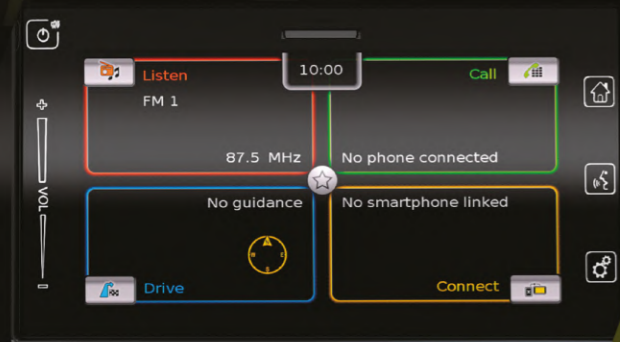 10:00
Listen
FM 1
87.5 MHz
Call
No phone connected
No guidance
Drive
No smartphone linked
Connect
+
VOL
-